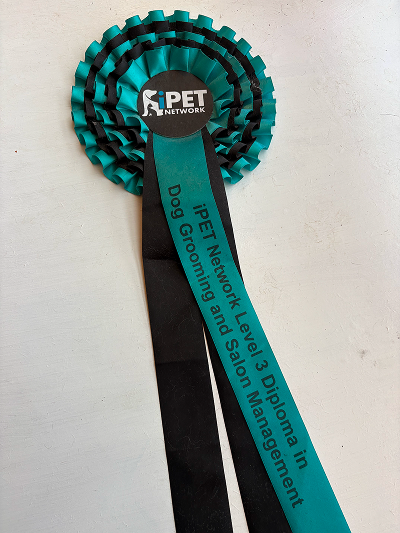 iPET
NETWORK
iPET Network Level 3 Diploma in
Dog Grooming and Salon Management